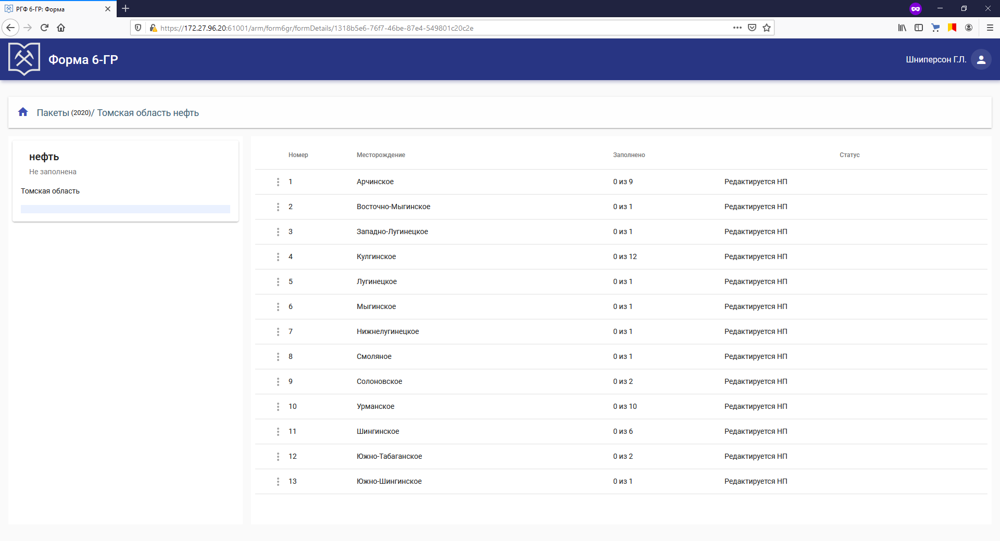 РГФ 6-ГР: Форма
https://172.27.96.20:61001/arm/form6gr/formDetails/1318b5e6-76f7-46be-87e4-549801c20c2e
Форма 6-ГР
Шниперсон Г.Л.
Пакеты (2020)/ Томская область нефть
нефть
Не заполнена
Томская область
Номер Месторождение Заполнено Статус
1 Арчинское 0 из 9 Редактируется НП
2 Восточно-Мыгинское 0 из 1 Редактируется НП
3 Западно-Лугинецкое 0 из 1 Редактируется НП
4 Кулгинское 0 из 12 Редактируется НП
5 Лугинецкое 0 из 1 Редактируется НП
6 Мыгинское 0 из 1 Редактируется НП
7 Нижнелугинецкое 0 из 1 Редактируется НП
8 Смоляное 0 из 1 Редактируется НП
9 Солоновское 0 из 2 Редактируется НП
10 Урманское 0 из 10 Редактируется НП
11 Шингинское 0 из 6 Редактируется НП
12 Южно-Табаганское 0 из 2 Редактируется НП
13 Южно-Шингинское 0 из 1 Редактируется НП